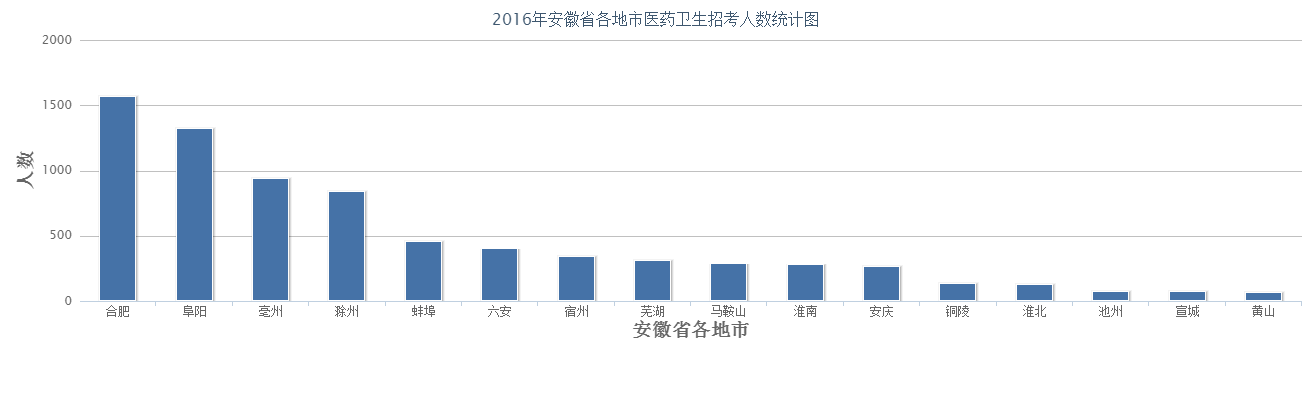 2016年安徽省各地市医药卫生招考人数统计图
2000
1500
1000
500
0
人数
合肥 阜阳 亳州 滁州 蚌埠 六安 宿州 芜湖 马鞍山 淮南 安庆 铜陵 淮北 池州 宣城 黄山
安徽省各地市